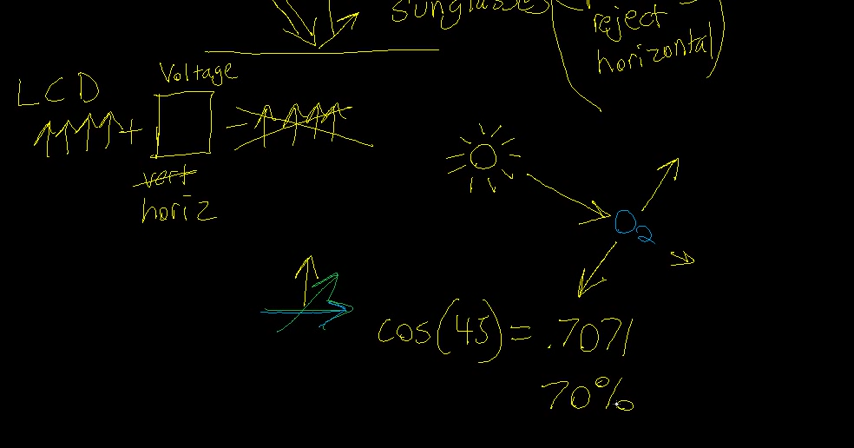 sunglasses
reject
horizontal
LCD
Voltage
+
vert
horiz
O2
cos(45) = .7071
70%